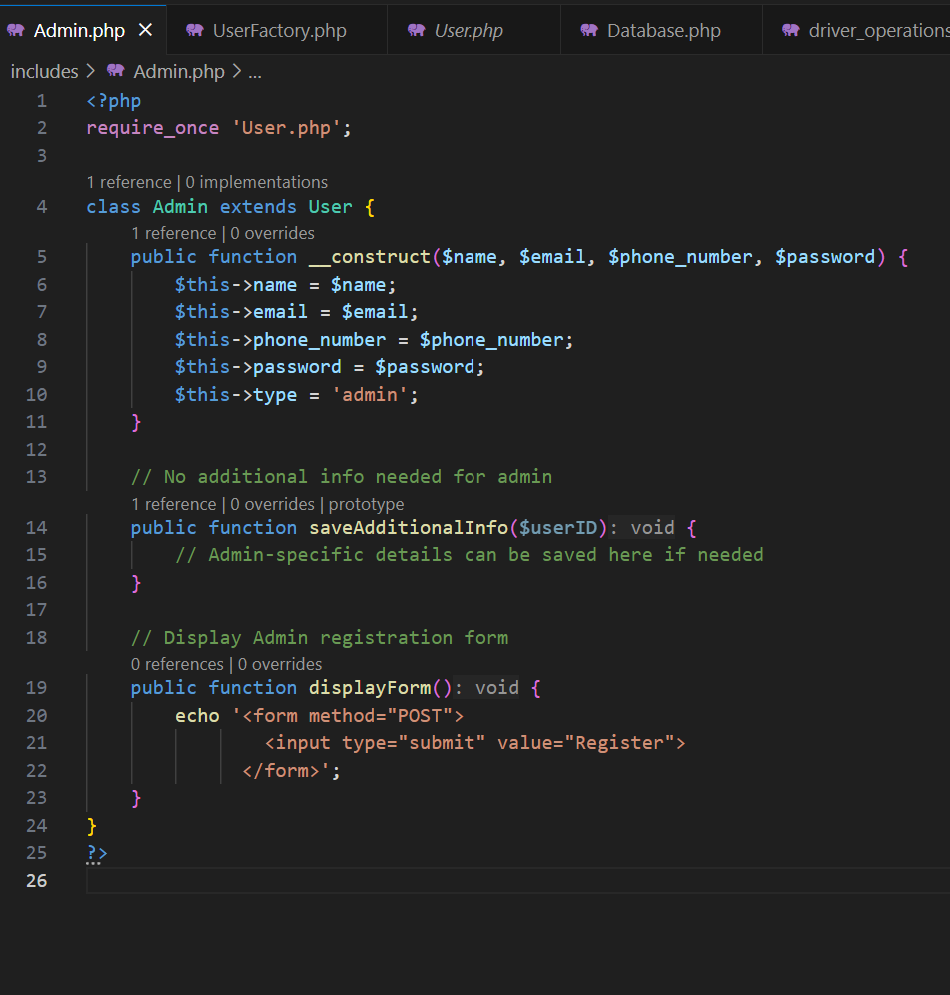 Admin.php UserFactory.php User.php Database.php driver_operations
includes > Admin.php > ...
1 <?php
2 require_once 'User.php';
3
1 reference | 0 implementations
4 class Admin extends User {
1 reference | 0 overrides
5 public function __construct($name, $email, $phone_number, $password) {
6 $this->name = $name;
7 $this->email = $email;
8 $this->phone_number = $phone_number;
9 $this->password = $password;
10 $this->type = 'admin';
11 }
12
13 // No additional info needed for admin
1 reference | 0 overrides | prototype
14 public function saveAdditionalInfo($userID): void {
15 // Admin-specific details can be saved here if needed
16 }
17
18 // Display Admin registration form
0 references | 0 overrides
19 public function displayForm(): void {
20 echo '<form method="POST">
21 <input type="submit" value="Register">
22 </form>';
23 }
24 }
25 ?>
26